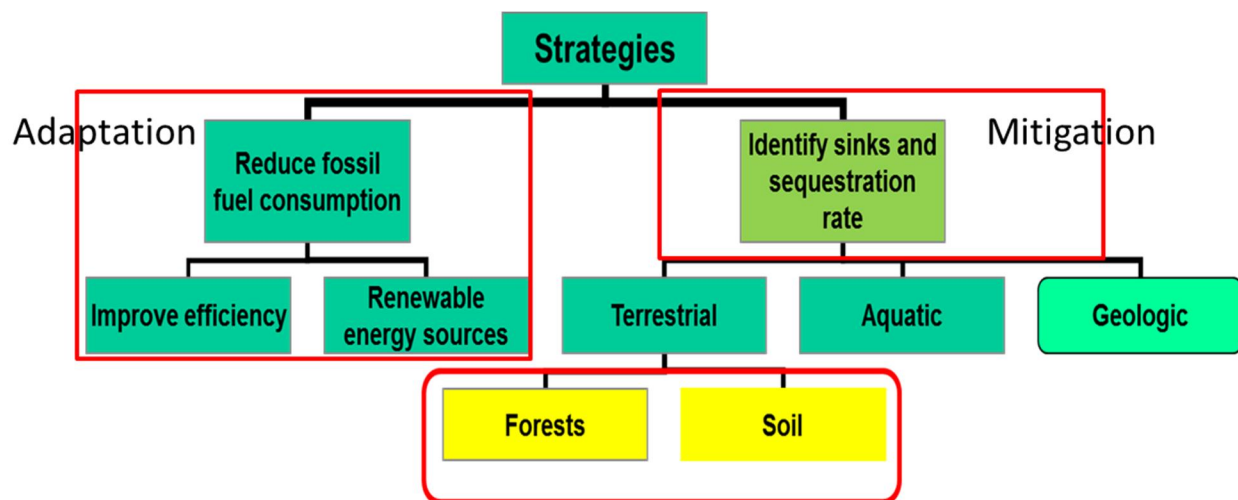 Strategies
Adaptation
Reduce fossil
fuel consumption
Identify sinks and
sequestration
rate
Mitigation
Improve efficiency
Renewable
energy sources
Terrestrial
Aquatic
Geologic
Forests
Soil